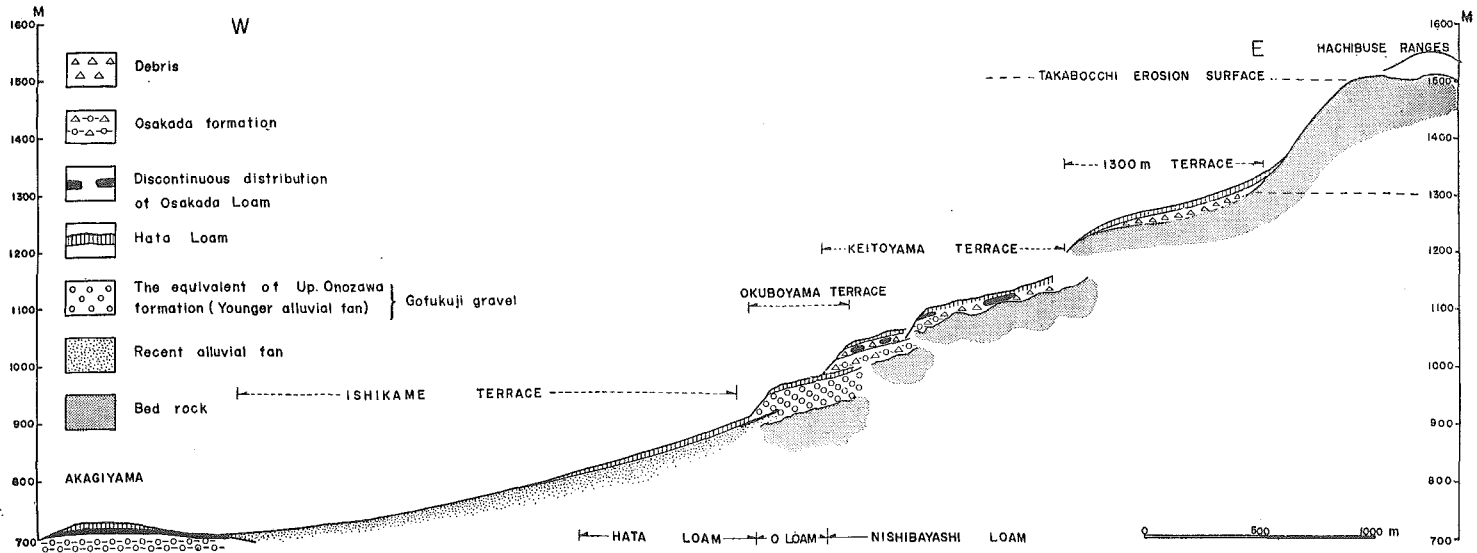 M
1600
1500
1400
1300
1200
1100
1000
900
800
700
W
Debris
Osakada formation
Discontinuous distribution
of Osakada Loam
Hata Loam
The equivalent of Up. Onozawa
formation (Younger alluvial fan) } Gofukuji gravel
Recent alluvial fan
Bed rock
AKAGIYAMA
ISHIKAME TERRACE
OKUBOYAMA TERRACE
KEITOYAMA TERRACE
1300 m TERRACE
TAKABOCCHI EROSION SURFACE
E
HACHIBUSE RANGES
HATA LOAM
O LOAM
NISHIBAYASHI LOAM
0 500 1000 m
M
1600
1500
1400
1300
1200
1100
1000
900
800
700